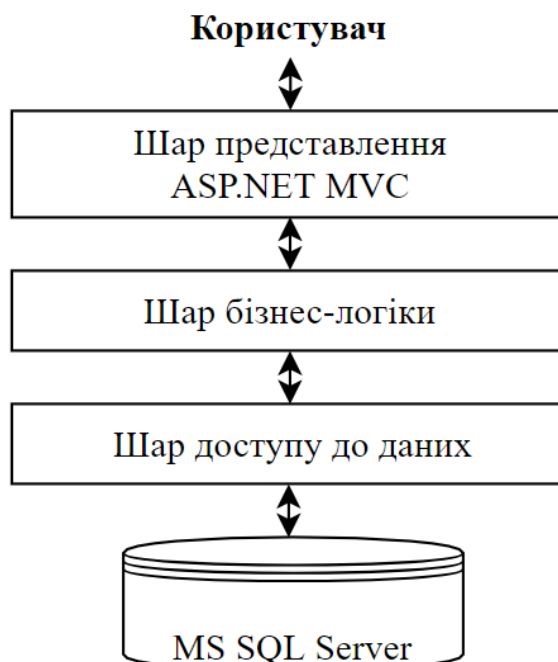 Користувач
Шар представлення
ASP.NET MVC
Шар бізнес-логіки
Шар доступу до даних
MS SQL Server